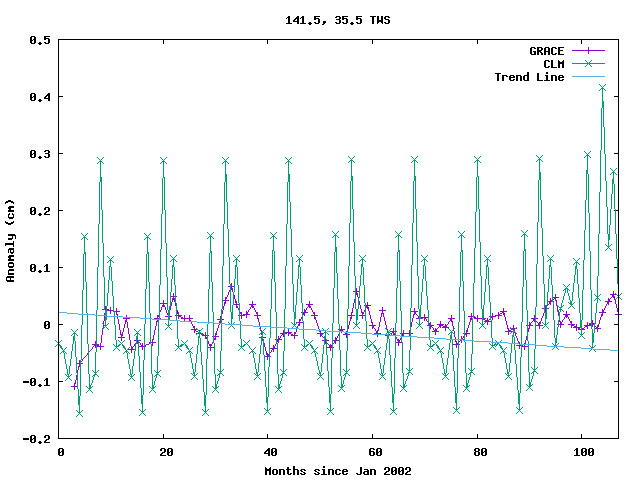 141.5, 35.5 TWS
GRACE
CLM
Trend Line
Anomaly (cm)
0.5
0.4
0.3
0.2
0.1
0
-0.1
-0.2
0 20 40 60 80 100
Months since Jan 2002